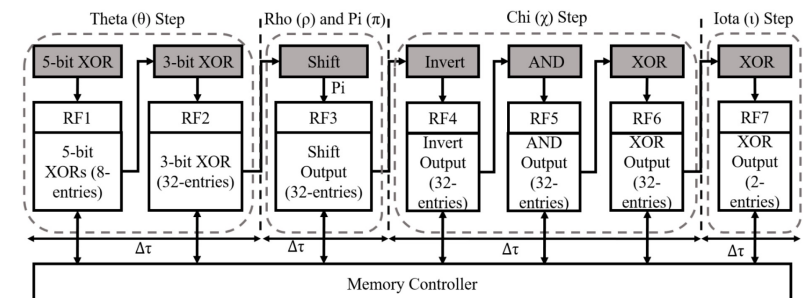 Theta (θ) Step
Rho (ρ) and Pi (π)
Chi (χ) Step
Iota (ι) Step
5-bit XOR
3-bit XOR
Shift
Invert
AND
XOR
XOR
Pi
RF1
RF2
RF3
RF4
RF5
RF6
RF7
5-bit
XORs (8-
entries)
3-bit XOR
(32-entries)
Shift
Output
(32-entries)
Invert
Output
(32-
entries)
AND
Output
(32-
entries)
XOR
Output
(32-
entries)
XOR
Output
(2-
entries)
Δτ
Δτ
Δτ
Δτ
Memory Controller